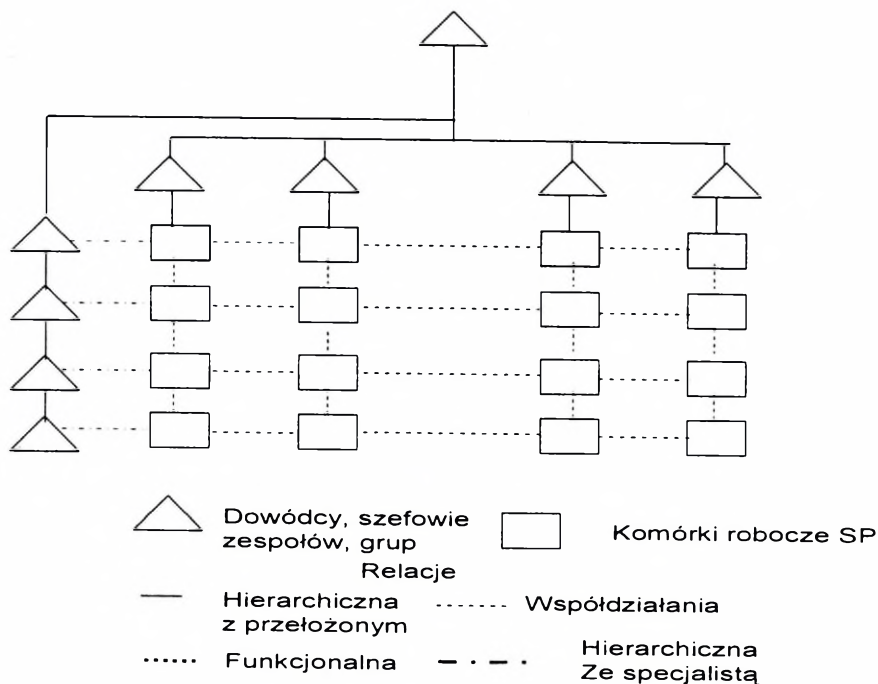 Dowódcy, szefowie
zespołów, grup
Komórki robocze SP
Relacje
Hierarchiczna
z przełożonym
Współdziałania
Funkcjonalna
Hierarchiczna
Ze specjalistą